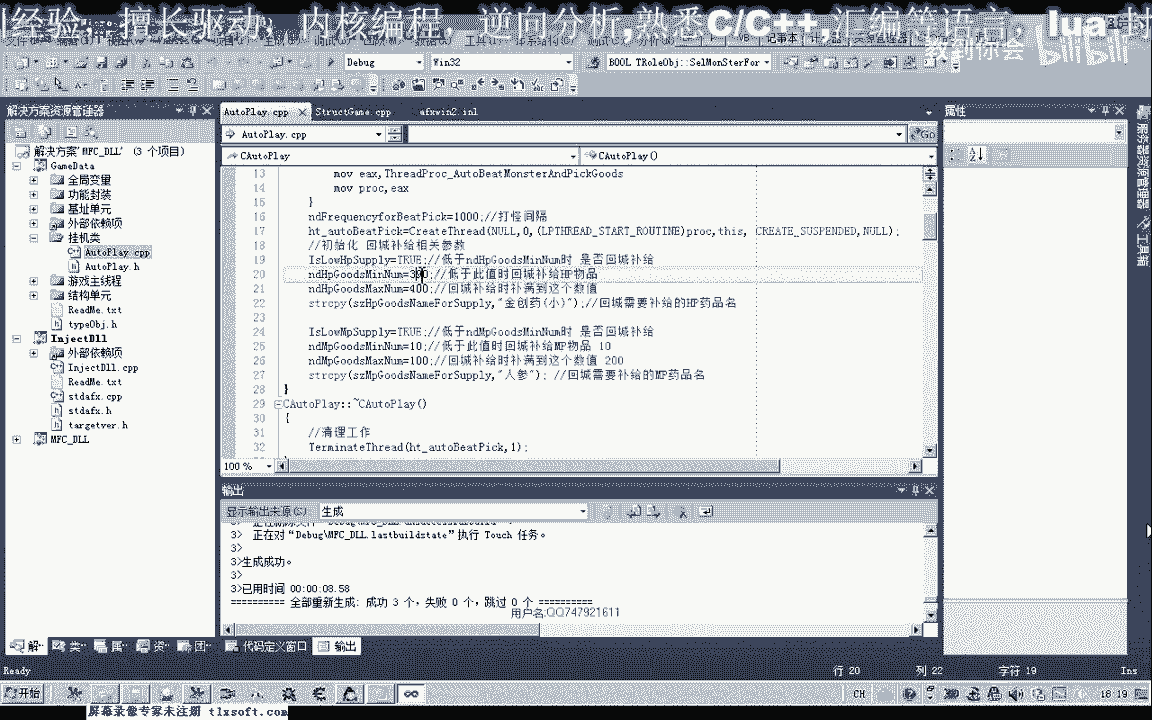 经验，擅长驱动，内核编程，逆向分析,熟悉C/C++,汇编等语言。lua 封
教到你会 bilibili
Debug Win32 BOOL TRoleObj::SelMonSterFor
解决方案资源管理器
解决方案'MFC_DLL' (3 个项目)
GameData
全局变量
功能封装
基址单元
外部依赖项
挂机类
AutoPlay.cpp
AutoPlay.h
游戏主线程
结构单元
ReadMe.txt
typeObj.h
InjectDll
外部依赖项
InjectDll.cpp
ReadMe.txt
stdafx.cpp
stdafx.h
targetver.h
MFC_DLL
AutoPlay.cpp StructGame.cpp afxwin2.inl
AutoPlay.cpp Go
CAutoPlay CAutoPlay()
13 mov eax,ThreadProc_AutoBeatMonsterAndPickGoods
14 mov proc,eax
15 }
16 ndFrequencyforBeatPick=1000;//打怪间隔
17 ht_autoBeatPick=CreateThread(NULL,0,(LPTHREAD_START_ROUTINE)proc,this, CREATE_SUSPENDED,NULL);
18 //初始化 回城补给相关参数
19 IsLowHpSupply=TRUE;//低于ndHpGoodsMinNum时 是否回城补给
20 ndHpGoodsMinNum=300;//低于此值时回城补给HP物品
21 ndHpGoodsMaxNum=400;//回城补给时补满到这个数值
22 strcpy(szHpGoodsNameForSupply,"金创药(小)");//回城需要补给的HP药品名
23
24 IsLowMpSupply=TRUE;//低于ndMpGoodsMinNum时 是否回城补给
25 ndMpGoodsMinNum=10;//低于此值时回城补给MP物品 10
26 ndMpGoodsMaxNum=100;//回城补给时补满到这个数值 200
27 strcpy(szMpGoodsNameForSupply,"人参"); //回城需要补给的MP药品名
28 }
29 CAutoPlay::~CAutoPlay()
30 {
31 //清理工作
32 TerminateThread(ht_autoBeatPick,1);
100 %
输出
显示输出来源(S): 生成
3> 正在对“Debug\MFC_DLL.lastbuildstate”执行 Touch 任务。
3>
3>生成成功。
3>
3>已用时间 00:00:08.58
========== 全部重新生成: 成功 3 个，失败 0 个，跳过 0 个 ==========
用户名:QQ747921611
解 类 属 资 团 代码定义窗口 输出
属性
服务器资源管理器
工具箱
Ready 行 20 列 22 字符 19 Ins
开始 CH 18:19
屏幕录像专家未注册 tlxsoft.com